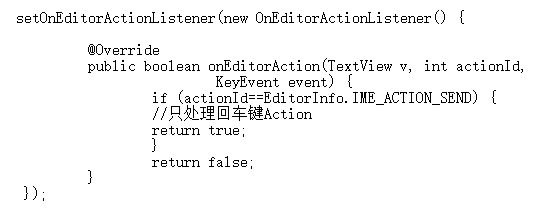 setOnEditorActionListener(new OnEditorActionListener() {
@Override
public boolean onEditorAction(TextView v, int actionId,
KeyEvent event) {
if (actionId==EditorInfo.IME_ACTION_SEND) {
//只处理回车键Action
return true;
}
return false;
}
});